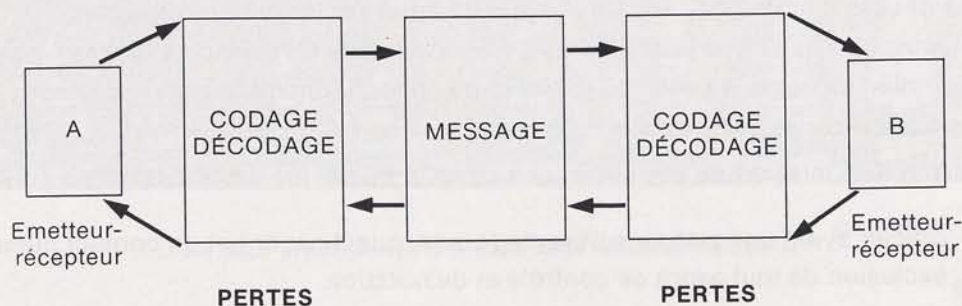 A
CODAGE
DÉCODAGE
MESSAGE
CODAGE
DÉCODAGE
B
Emetteur-
récepteur
Emetteur-
récepteur
PERTES
PERTES